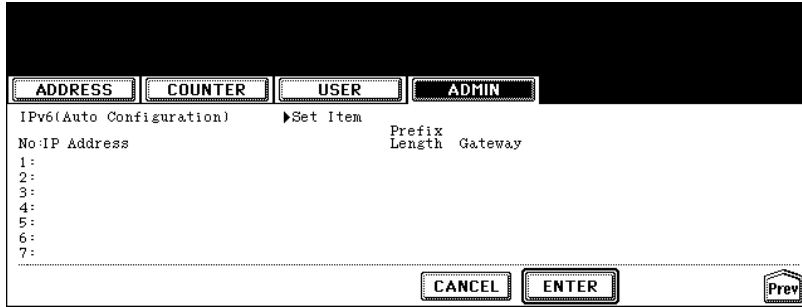 ADDRESS COUNTER USER ADMIN
IPv6(Auto Configuration) ▶Set Item
Prefix
No:IP Address Length Gateway
1:
2:
3:
4:
5:
6:
7:
CANCEL ENTER Prev